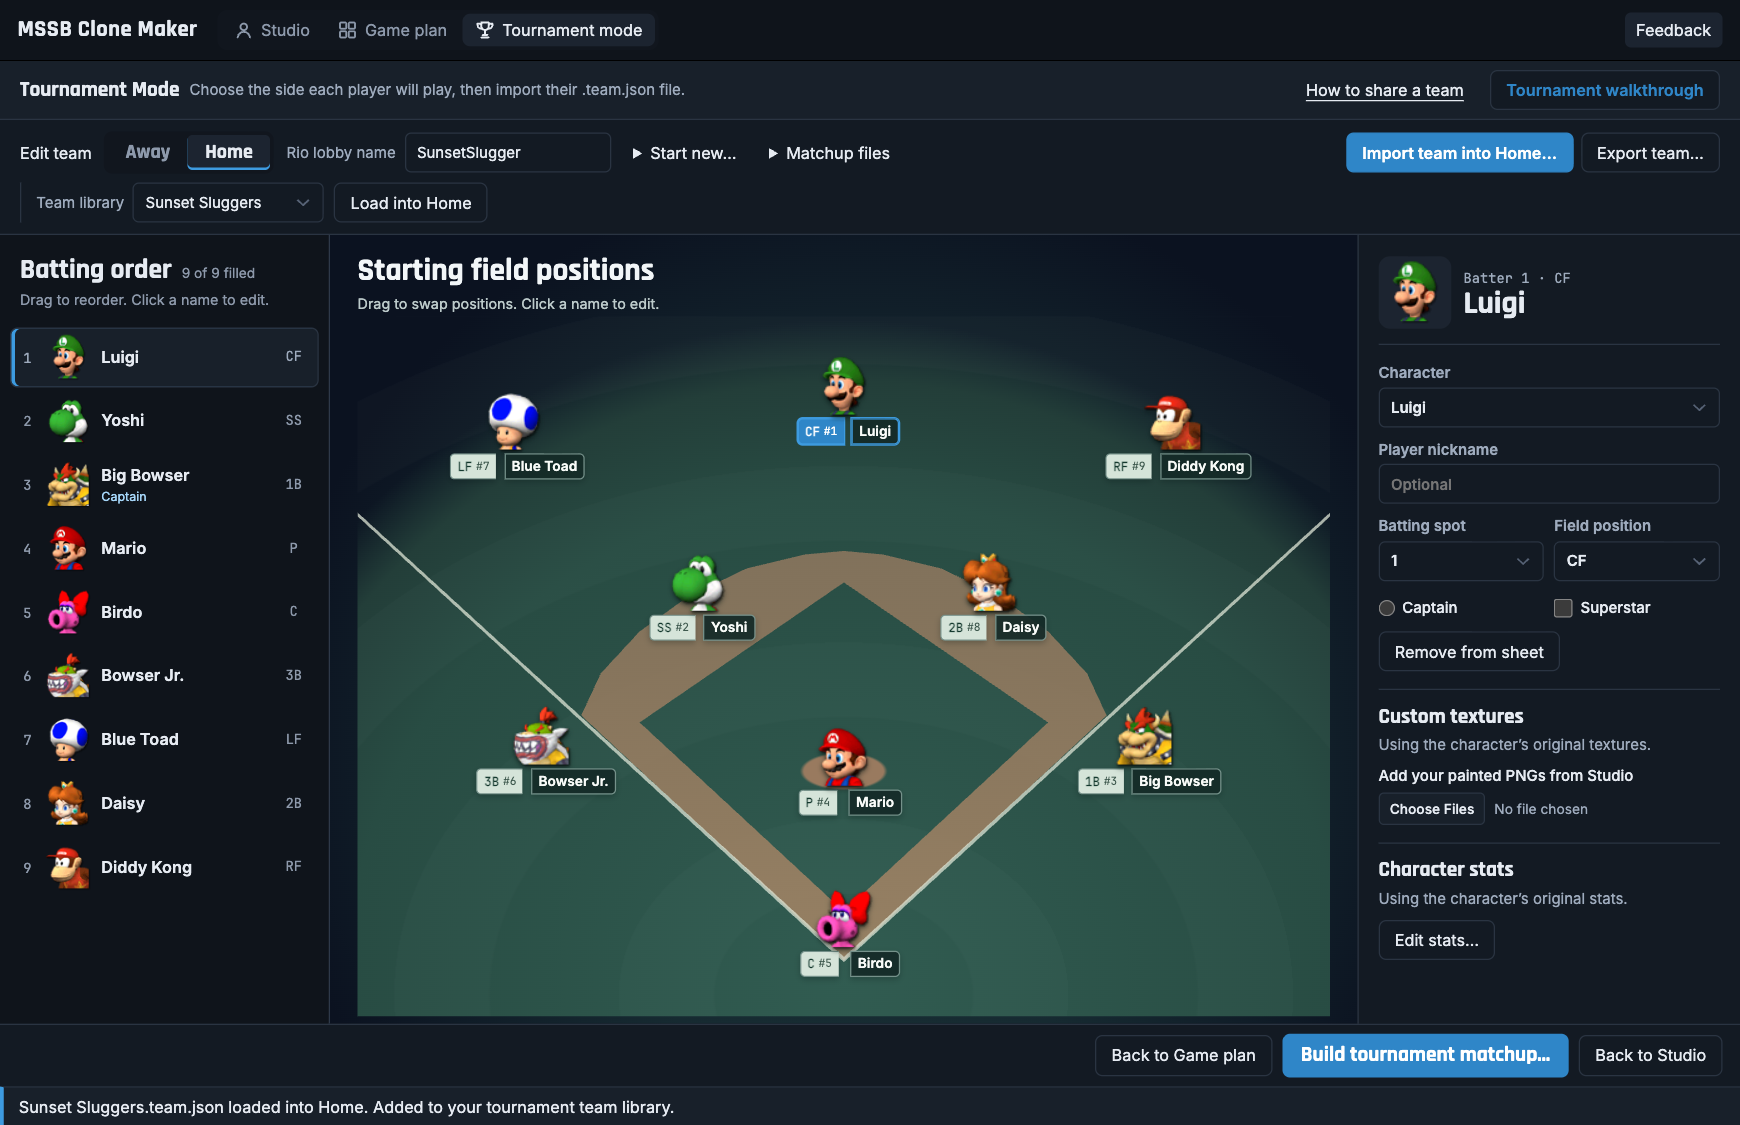 MSSB Clone Maker
Studio
Game plan
Tournament mode
Feedback
Tournament Mode
Choose the side each player will play, then import their .team.json file.
How to share a team
Tournament walkthrough
Edit team
Away
Home
Rio lobby name
SunsetSlugger
Start new...
Matchup files
Import team into Home...
Export team...
Team library
Sunset Sluggers
Load into Home
Batting order
9 of 9 filled
Drag to reorder. Click a name to edit.
1 Luigi CF
2 Yoshi SS
3 Big Bowser 1B
Captain
4 Mario P
5 Birdo C
6 Bowser Jr. 3B
7 Blue Toad LF
8 Daisy 2B
9 Diddy Kong RF
Starting field positions
Drag to swap positions. Click a name to edit.
CF #1 Luigi
LF #7 Blue Toad
RF #9 Diddy Kong
SS #2 Yoshi
2B #8 Daisy
3B #6 Bowser Jr.
1B #3 Big Bowser
P #4 Mario
C #5 Birdo
Batter 1 · CF
Luigi
Character
Luigi
Player nickname
Optional
Batting spot
Field position
1
CF
Captain
Superstar
Remove from sheet
Custom textures
Using the character's original textures.
Add your painted PNGs from Studio
Choose Files No file chosen
Character stats
Using the character's original stats.
Edit stats...
Back to Game plan
Build tournament matchup...
Back to Studio
Sunset Sluggers.team.json loaded into Home. Added to your tournament team library.